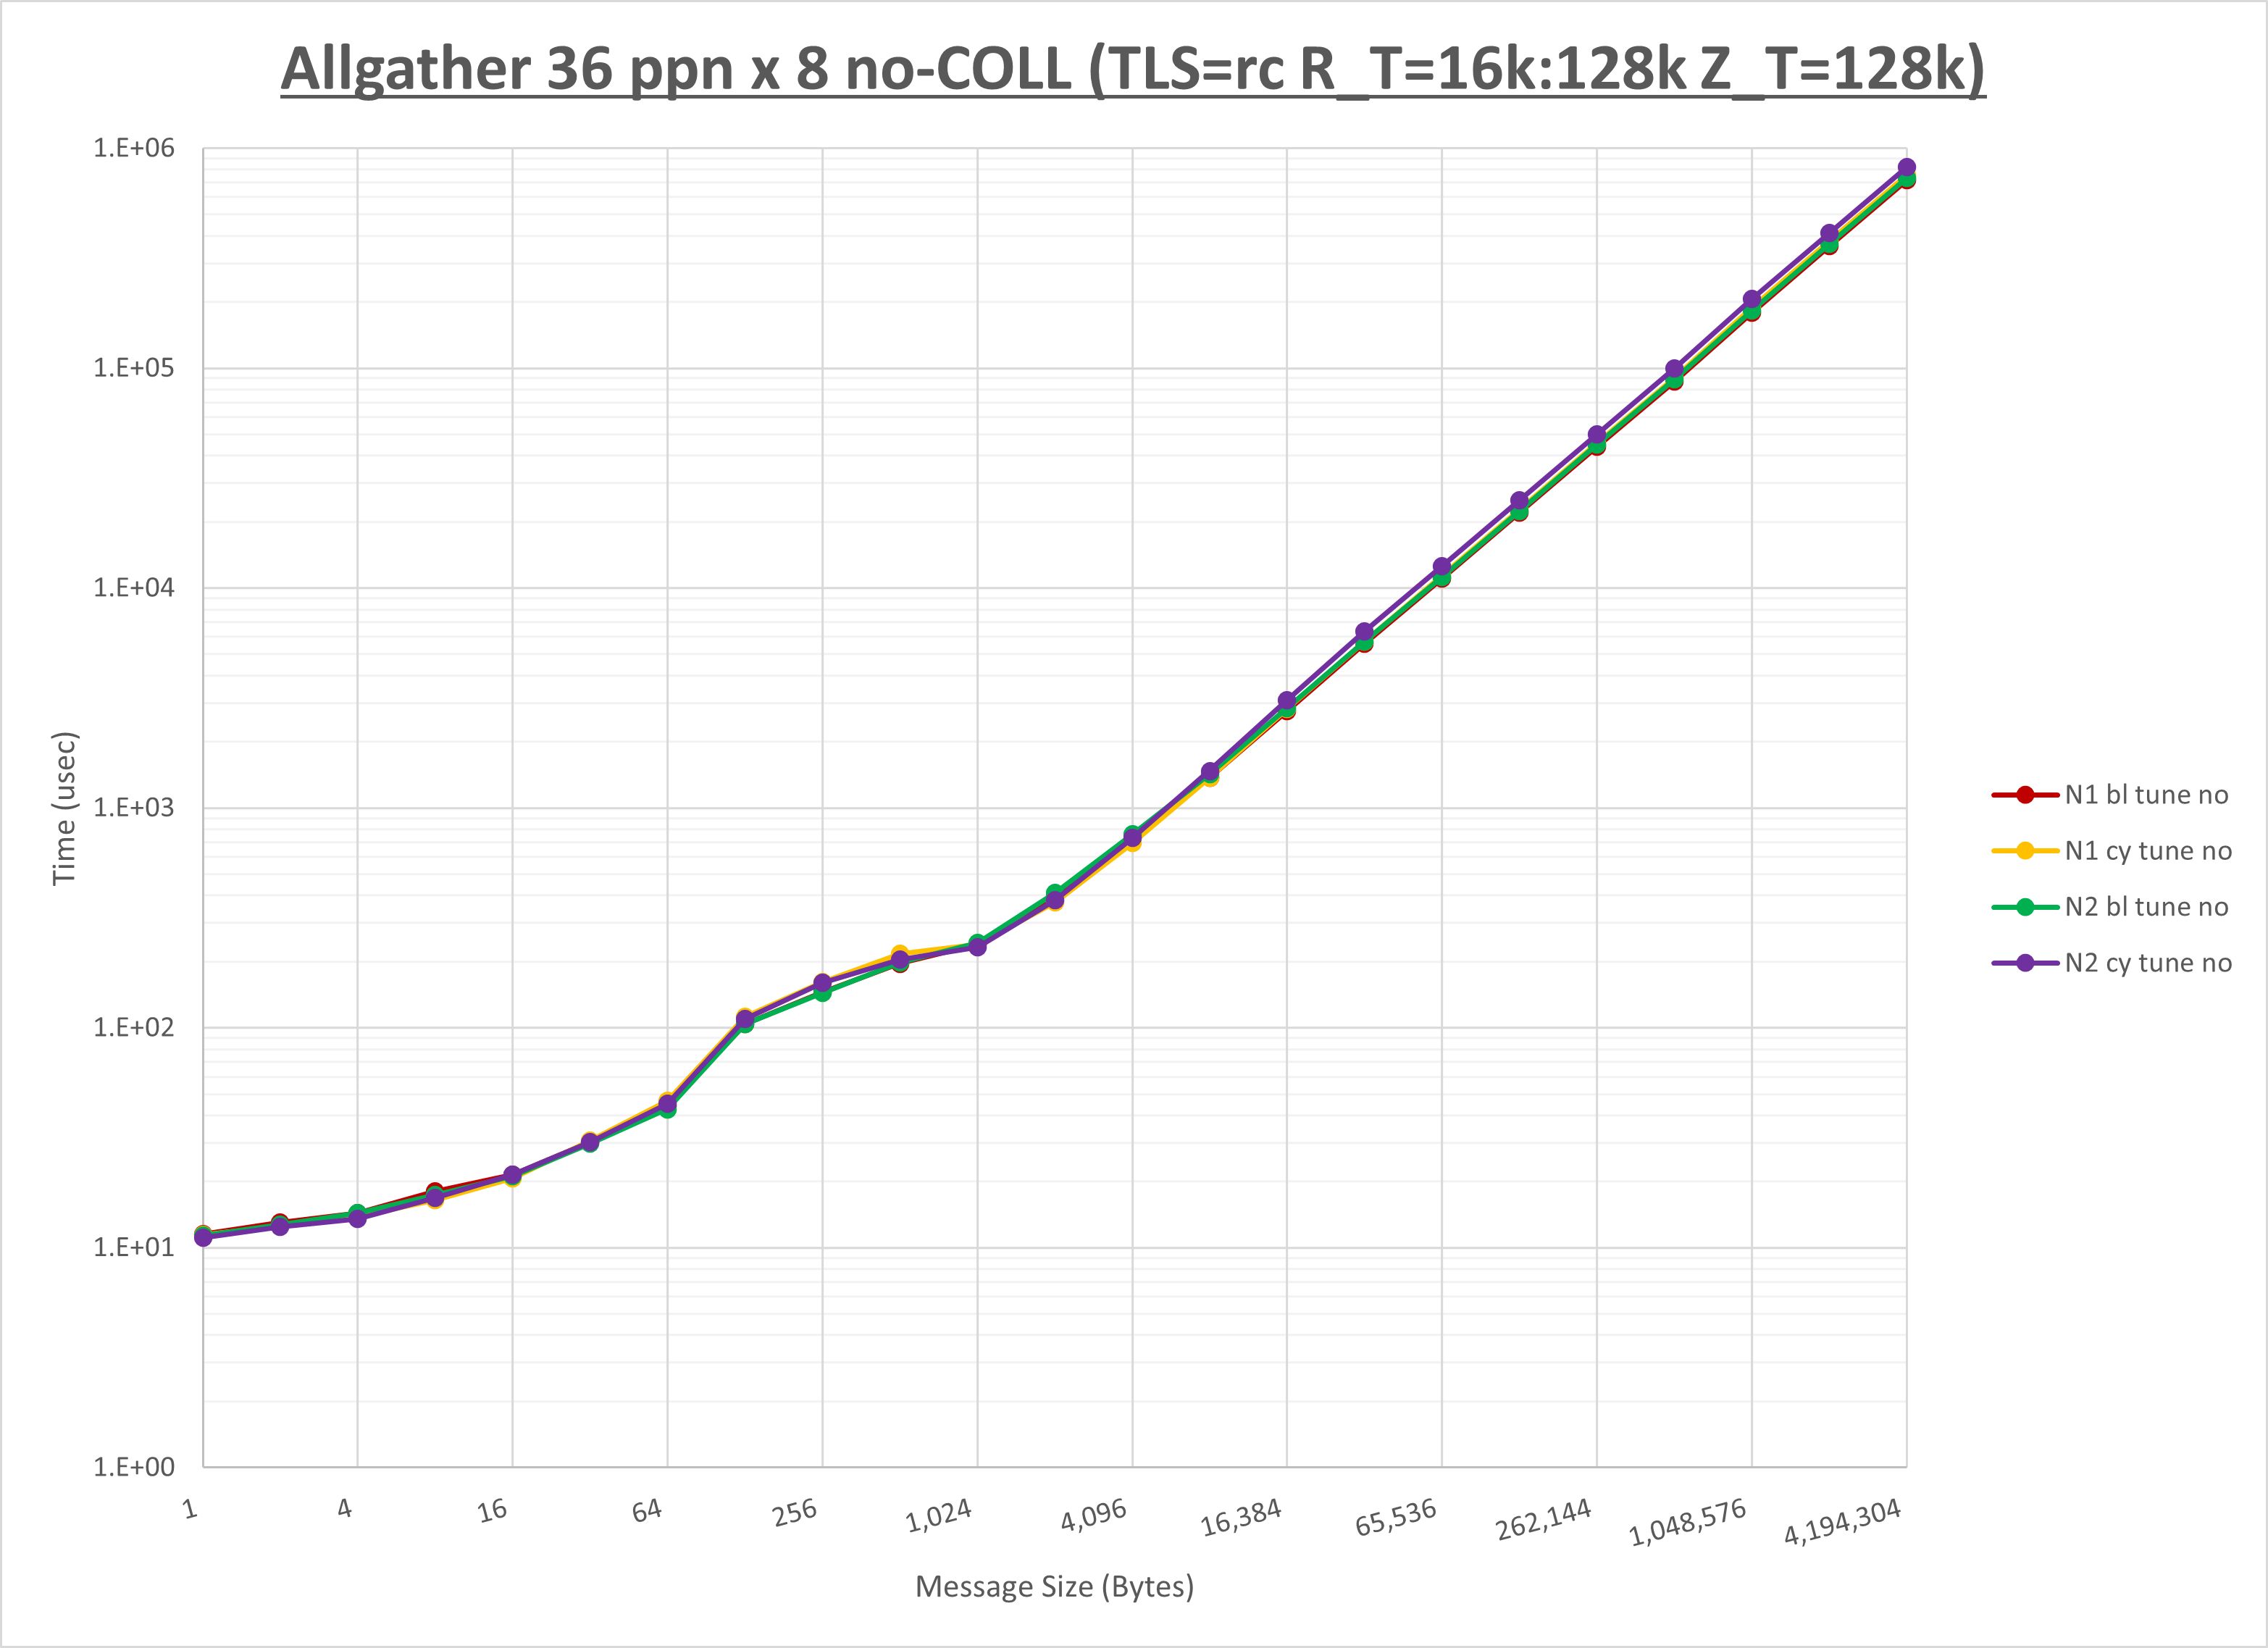 Allgather 36 ppn x 8 no-COLL (TLS=rc R_T=16k:128k Z_T=128k)
1.E+06
1.E+05
1.E+04
1.E+03
1.E+02
1.E+01
1.E+00
Time (usec)
1
4
16
64
256
1,024
4,096
16,384
65,536
262,144
1,048,576
4,194,304
Message Size (Bytes)
N1 bl tune no
N1 cy tune no
N2 bl tune no
N2 cy tune no